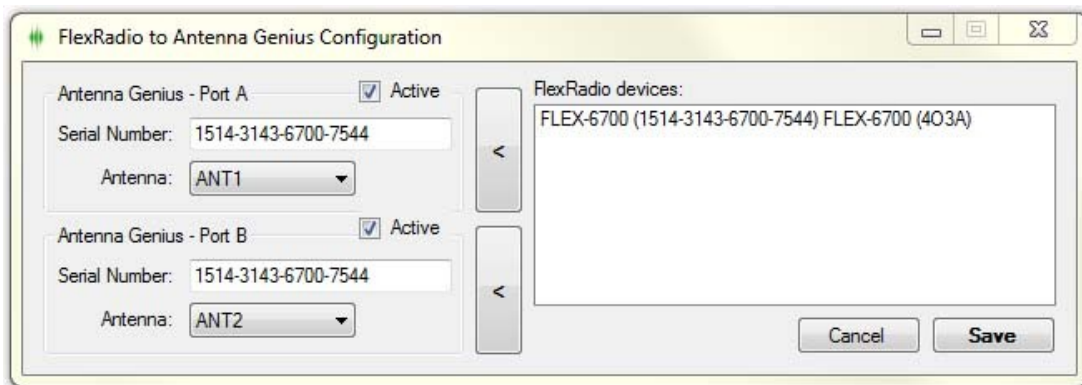 FlexRadio to Antenna Genius Configuration
Antenna Genius - Port A
Active
Serial Number: 1514-3143-6700-7544
Antenna: ANT1
<
Antenna Genius - Port B
Active
Serial Number: 1514-3143-6700-7544
Antenna: ANT2
<
FlexRadio devices:
FLEX-6700 (1514-3143-6700-7544) FLEX-6700 (4O3A)
Cancel Save